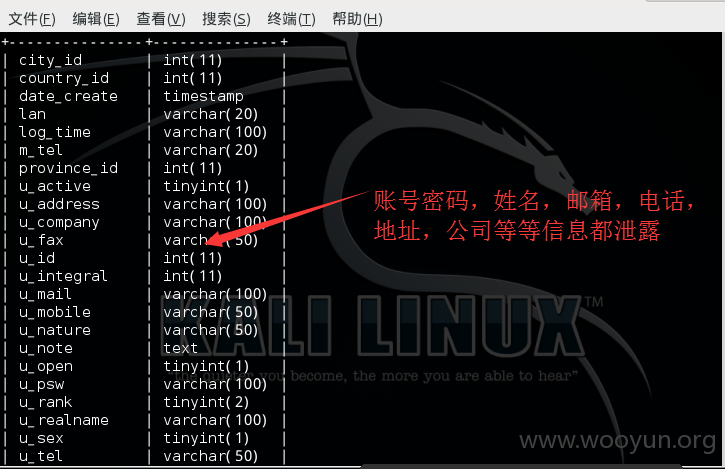 文件(F) 编辑(E) 查看(V) 搜索(S) 终端(T) 帮助(H)
+---------------+--------------+
| city_id | int(11) |
| country_id | int(11) |
| date_create | timestamp |
| lan | varchar(20) |
| log_time | varchar(100) |
| m_tel | varchar(20) |
| province_id | int(11) |
| u_active | tinyint(1) |
| u_address | varchar(100) |
| u_company | varchar(100) |
| u_fax | varchar(50) |
| u_id | int(11) |
| u_integral | int(11) |
| u_mail | varchar(100) |
| u_mobile | varchar(50) |
| u_nature | varchar(50) |
| u_note | text |
| u_open | tinyint(1) |
| u_psw | varchar(100) |
| u_rank | tinyint(2) |
| u_realname | varchar(100) |
| u_sex | tinyint(1) |
| u_tel | varchar(50) |
账号密码，姓名，邮箱，电话，
地址，公司等等信息都泄露
KALI LINUX™
"the quieter you become, the more you are able to hear"
www.wooyun.org